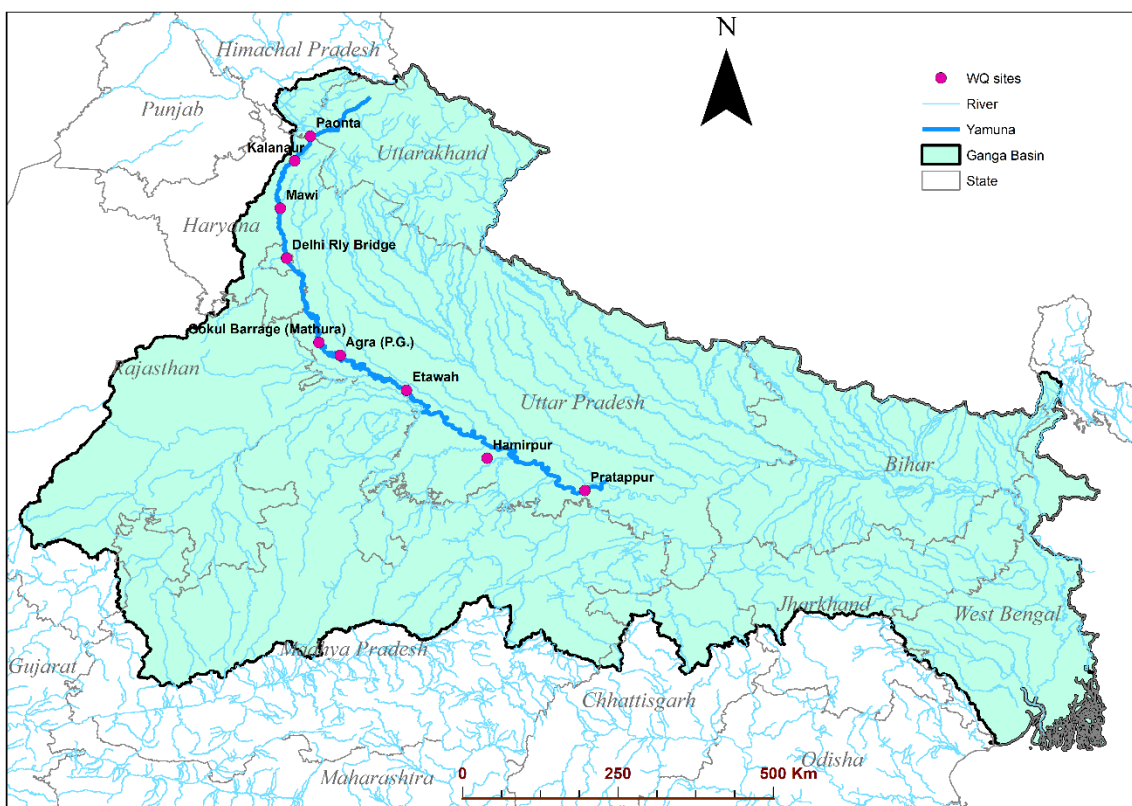 Himachal Pradesh
N
WQ sites
River
Yamuna
Ganga Basin
State
Punjab
Paonta
Kalanaur
Uttarakhand
Mawi
Haryana
Delhi Rly Bridge
Gokul Barrage (Mathura)
Agra (P.G.)
Rajasthan
Etawah
Uttar Pradesh
Hamirpur
Bihar
Pratappur
Jharkhand
West Bengal
Madhya Pradesh
Gujarat
Chhattisgarh
Odisha
Maharashtra
0 250 500 Km